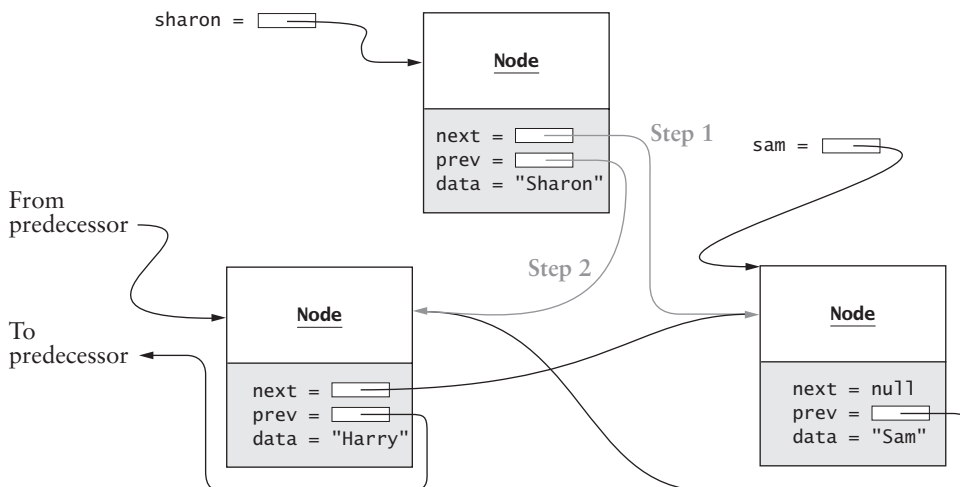 sharon =
Node
next =
prev =
data = "Sharon"
Step 1
sam =
From
predecessor
Step 2
Node
To
predecessor
next =
prev =
data = "Harry"
Node
next = null
prev =
data = "Sam"